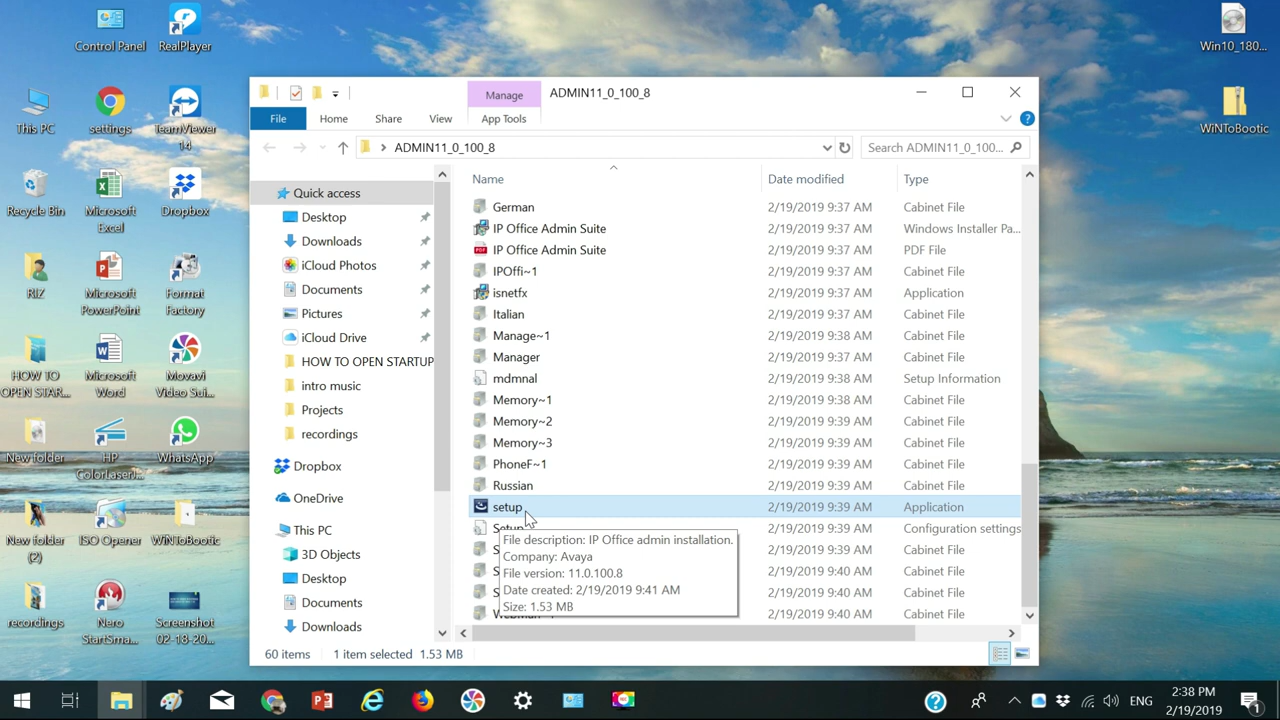 Control Panel
RealPlayer
This PC
settings
TeamViewer
14
Recycle Bin
Microsoft
Excel
Dropbox
RIZ
Microsoft
PowerPoint
Format
Factory
HOW TO
OPEN STAR...
Microsoft
Word
Movavi
Video Sui...
New folder
HP
ColorLaserJ...
WhatsApp
New folder
(2)
ISO Opener
WiNToBootic
recordings
Nero
StartSma...
Screenshot
02-18-20...
Win10_180...
WiNToBootic
Manage
ADMIN11_0_100_8
File
Home
Share
View
App Tools
ADMIN11_0_100_8
Search ADMIN11_0_100...
Quick access
Desktop
Downloads
iCloud Photos
Documents
Pictures
iCloud Drive
HOW TO OPEN STARTUP
intro music
Projects
recordings
Dropbox
OneDrive
This PC
3D Objects
Desktop
Documents
Downloads
Name Date modified Type
German 2/19/2019 9:37 AM Cabinet File
IP Office Admin Suite 2/19/2019 9:37 AM Windows Installer Pa...
IP Office Admin Suite 2/19/2019 9:37 AM PDF File
IPOffi~1 2/19/2019 9:37 AM Cabinet File
isnetfx 2/19/2019 9:37 AM Application
Italian 2/19/2019 9:37 AM Cabinet File
Manage~1 2/19/2019 9:38 AM Cabinet File
Manager 2/19/2019 9:37 AM Cabinet File
mdmnal 2/19/2019 9:38 AM Setup Information
Memory~1 2/19/2019 9:39 AM Cabinet File
Memory~2 2/19/2019 9:39 AM Cabinet File
Memory~3 2/19/2019 9:39 AM Cabinet File
PhoneF~1 2/19/2019 9:39 AM Cabinet File
Russian 2/19/2019 9:39 AM Cabinet File
setup 2/19/2019 9:39 AM Application
Setup 2/19/2019 9:39 AM Configuration settings
2/19/2019 9:39 AM Cabinet File
2/19/2019 9:40 AM Cabinet File
2/19/2019 9:40 AM Cabinet File
2/19/2019 9:40 AM Cabinet File
File description: IP Office admin installation.
Company: Avaya
File version: 11.0.100.8
Date created: 2/19/2019 9:41 AM
Size: 1.53 MB
60 items 1 item selected 1.53 MB
ENG
2:38 PM
2/19/2019
1